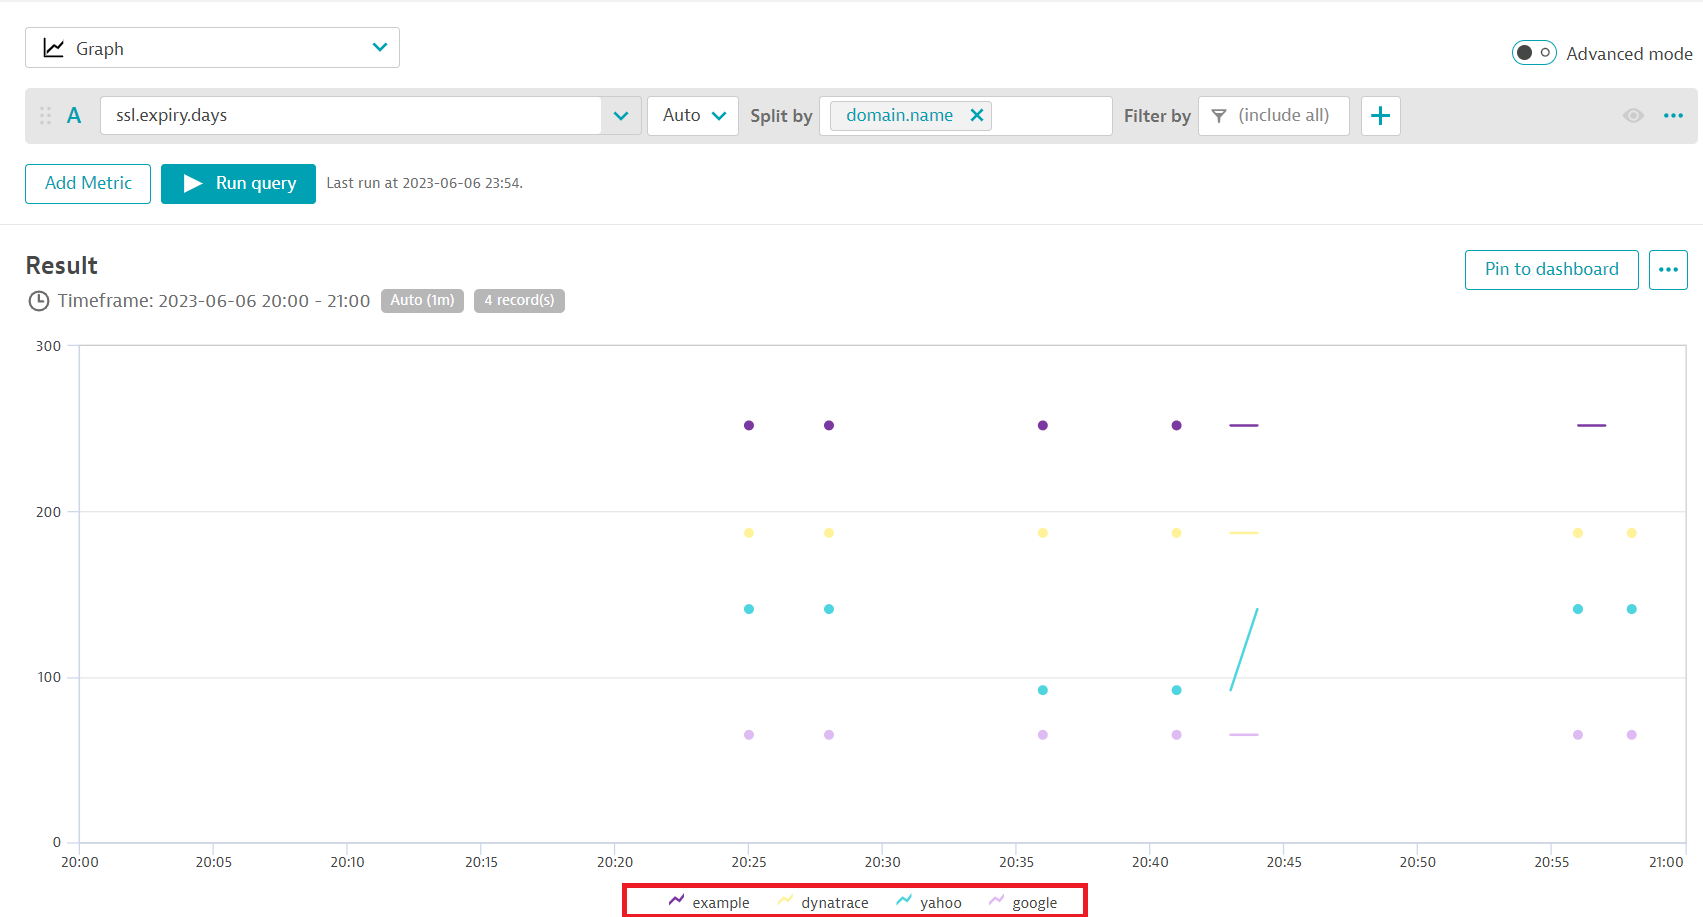 Graph
Advanced mode
A ssl.expiry.days Auto Split by domain.name Filter by (include all)
Add Metric Run query Last run at 2023-06-06 23:54.
Result
Pin to dashboard
Timeframe: 2023-06-06 20:00 - 21:00 Auto (1m) 4 record(s)
300
200
100
0
20:00 20:05 20:10 20:15 20:20 20:25 20:30 20:35 20:40 20:45 20:50 20:55 21:00
example dynatrace yahoo google